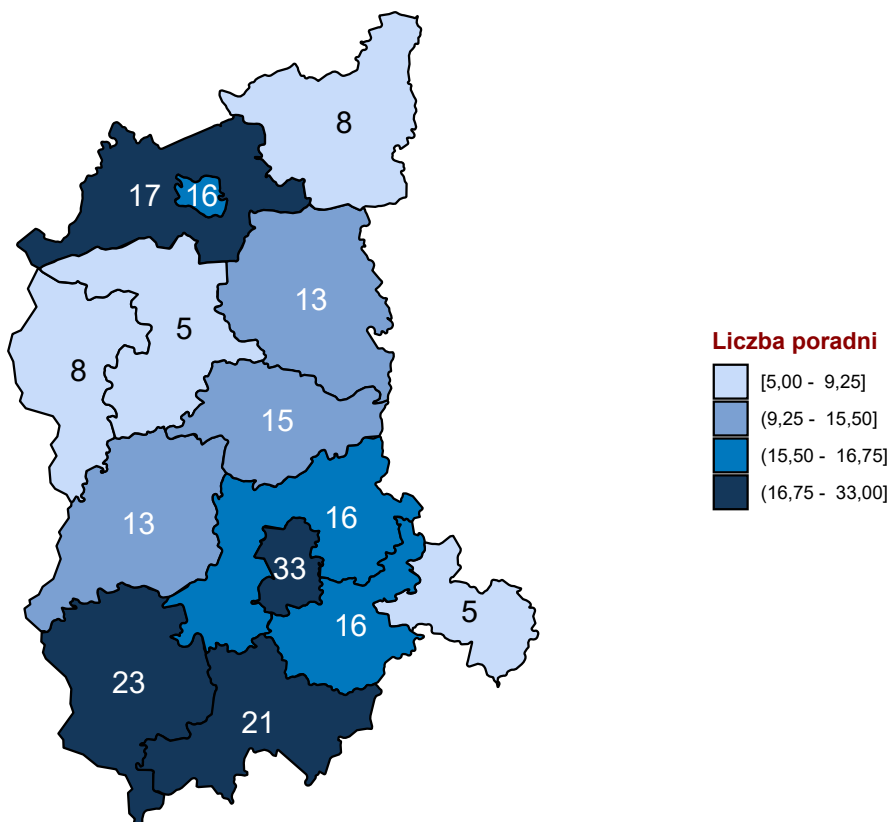 8
17
16
13
5
8
15
13
16
33
16
5
23
21
Liczba poradni
[5,00 - 9,25]
(9,25 - 15,50]
(15,50 - 16,75]
(16,75 - 33,00]